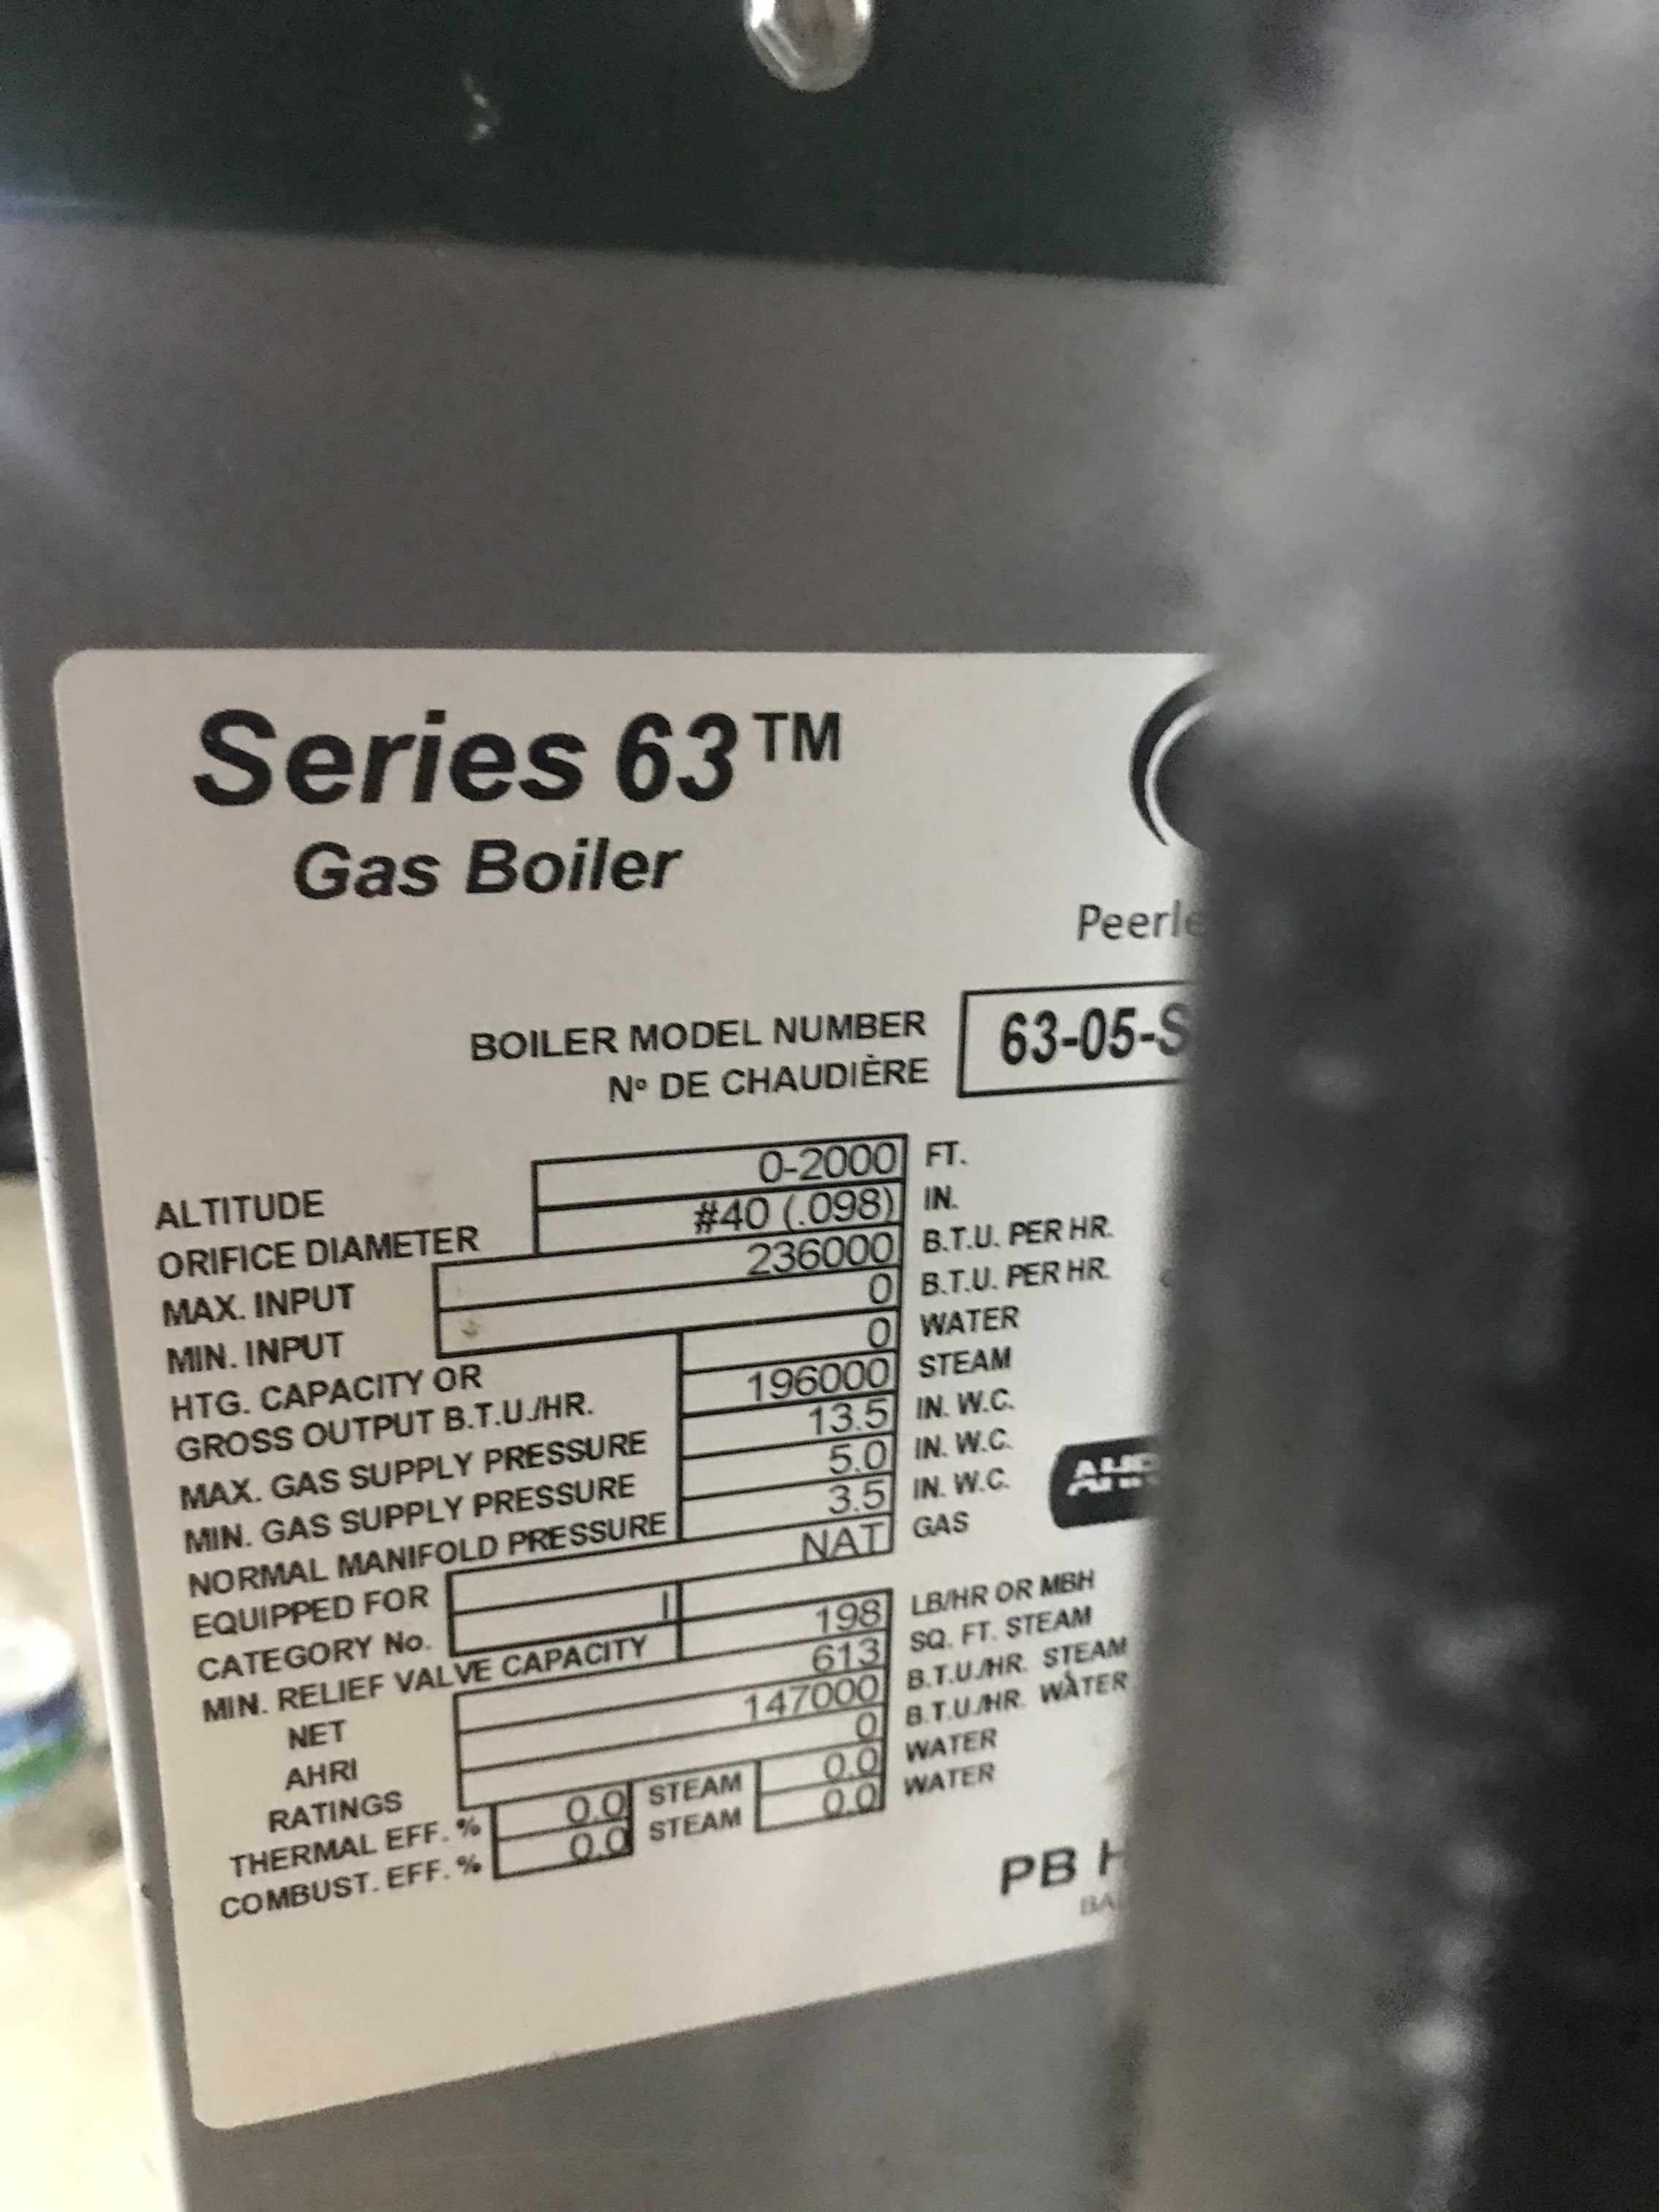 Series 63™
Gas Boiler
BOILER MODEL NUMBER 63-05-S
Nº DE CHAUDIÈRE
ALTITUDE 0-2000 FT.
ORIFICE DIAMETER #40 (.098) IN.
MAX. INPUT 236000 B.T.U. PER HR.
MIN. INPUT 0 B.T.U. PER HR.
HTG. CAPACITY OR 0 WATER
GROSS OUTPUT B.T.U./HR. 196000 STEAM
MAX. GAS SUPPLY PRESSURE 13.5 IN. W.C.
MIN. GAS SUPPLY PRESSURE 5.0 IN. W.C.
NORMAL MANIFOLD PRESSURE 3.5 IN. W.C.
EQUIPPED FOR NAT GAS
CATEGORY No. I
MIN. RELIEF VALVE CAPACITY 198 LB/HR OR MBH
NET 613 SQ. FT. STEAM
AHRI 147000 B.T.U./HR. STEAM
RATINGS 0 B.T.U./HR. WATER
THERMAL EFF. % 0.0 STEAM 0.0 WATER
COMBUST. EFF. % 0.0 STEAM 0.0 WATER
PB